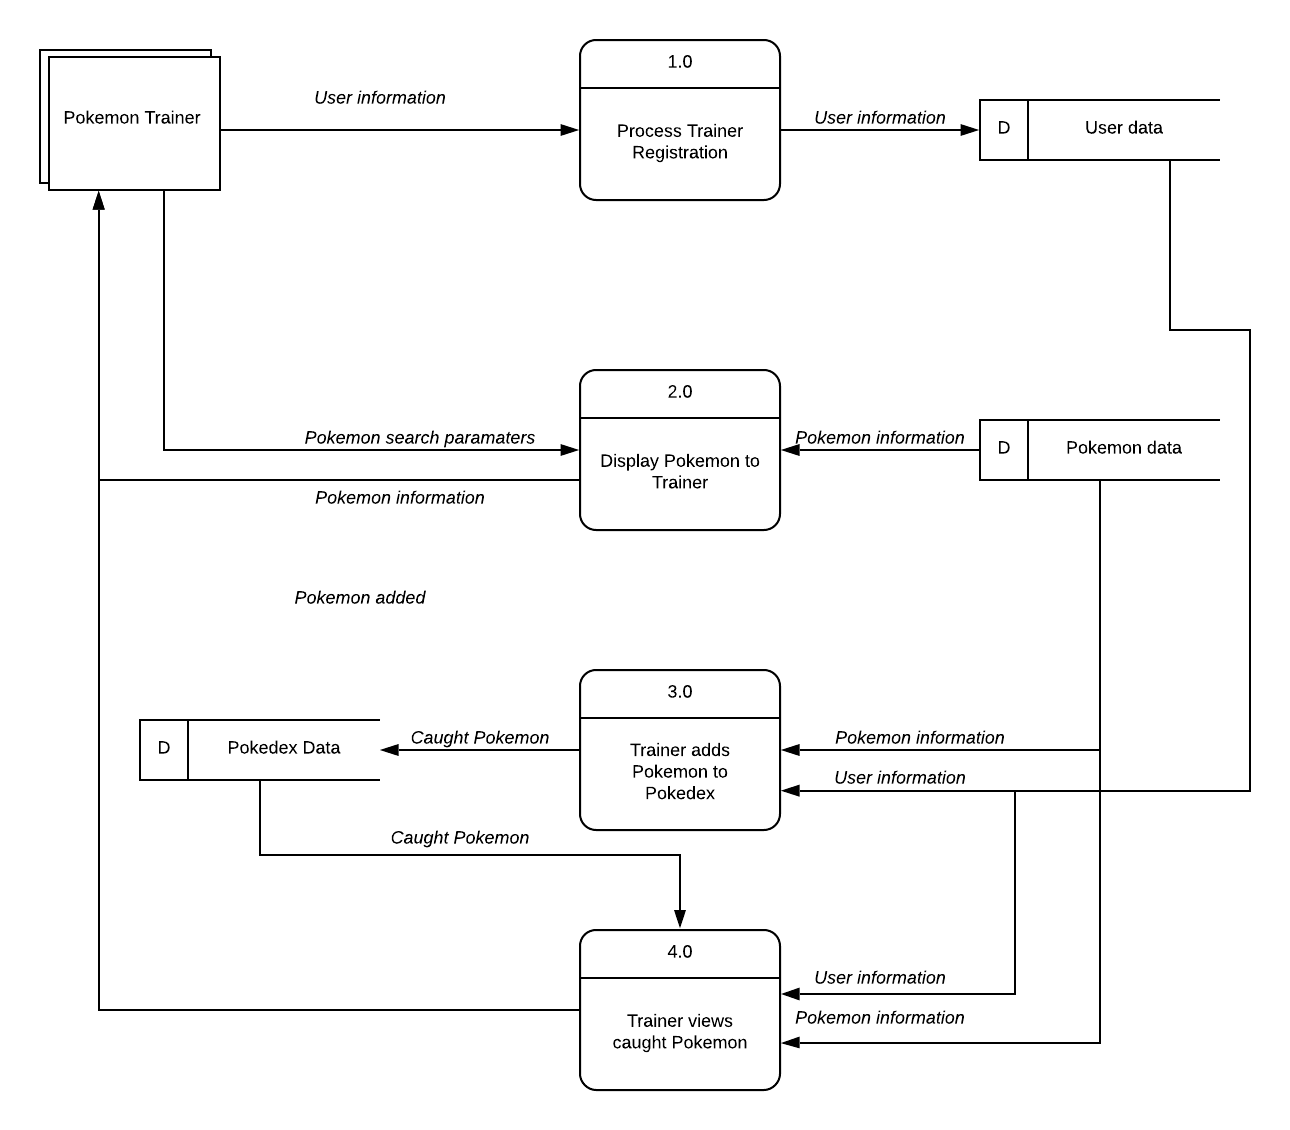 1.0
Pokemon Trainer
User information
Process Trainer
Registration
User information
D
User data
2.0
Pokemon search paramaters
Display Pokemon to
Trainer
Pokemon information
D
Pokemon data
Pokemon information
Pokemon added
3.0
D
Pokedex Data
Caught Pokemon
Trainer adds
Pokemon to
Pokedex
Pokemon information
User information
Caught Pokemon
4.0
User information
Trainer views
caught Pokemon
Pokemon information